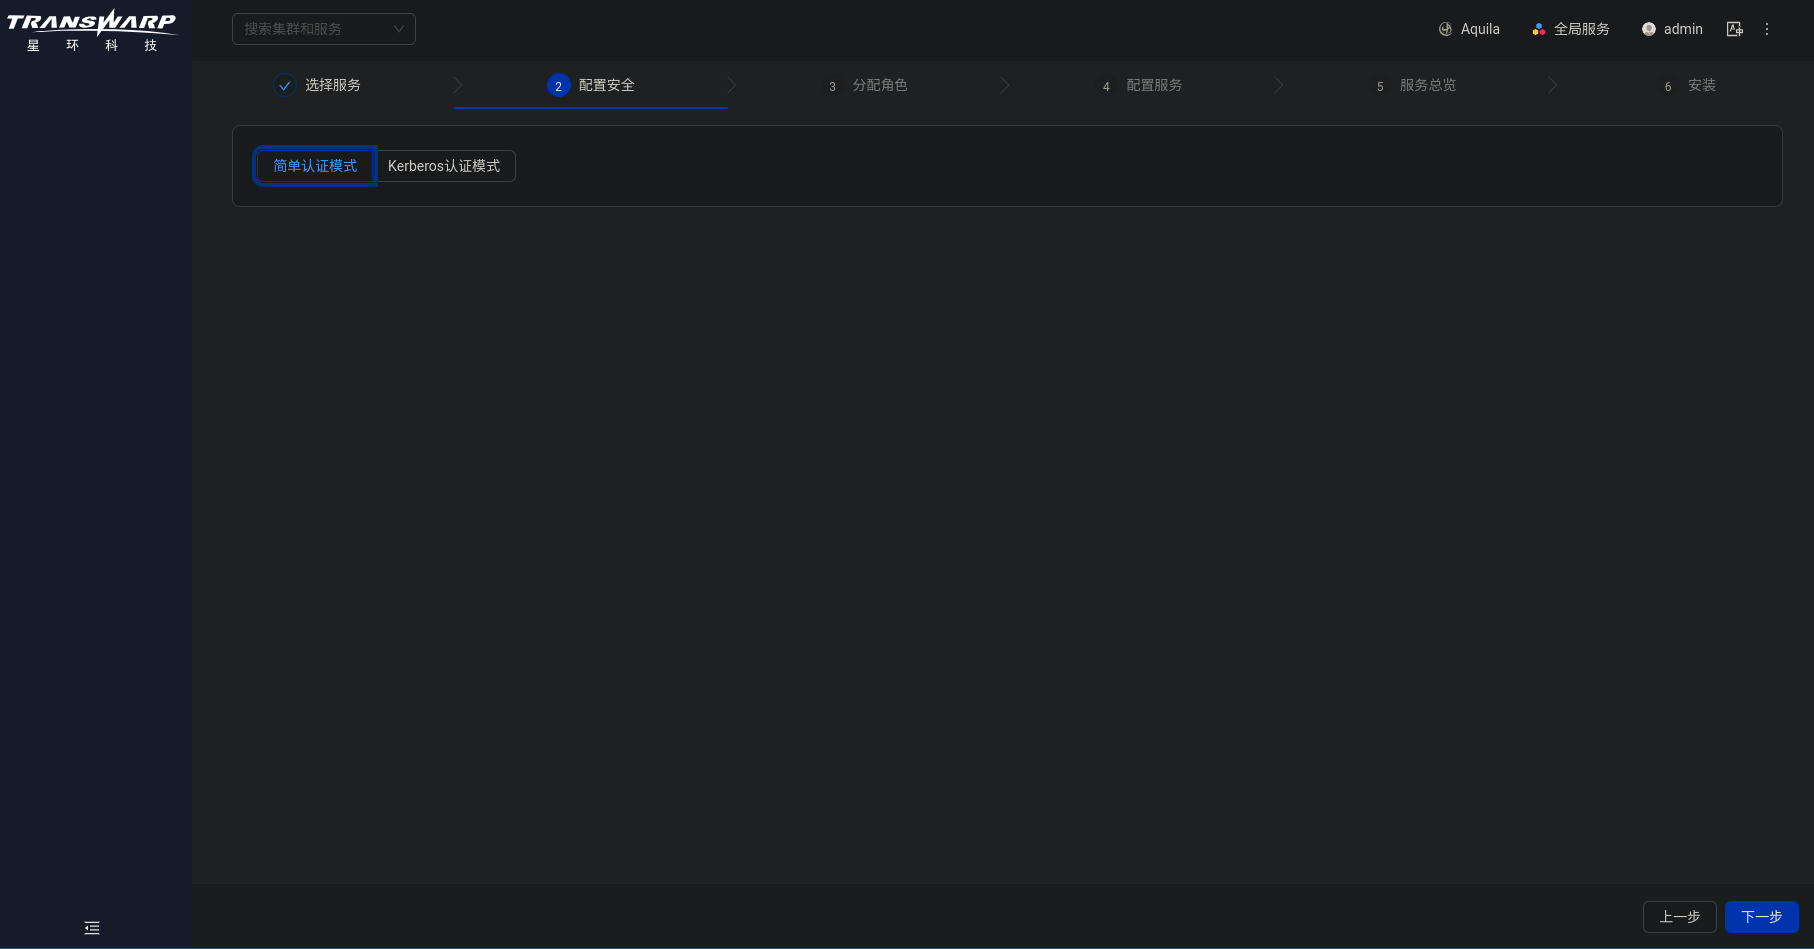 TRANSWARP
星环科技
搜索集群和服务
Aquila
全局服务
admin
选择服务
2 配置安全
3 分配角色
4 配置服务
5 服务总览
6 安装
简单认证模式
Kerberos认证模式
上一步
下一步